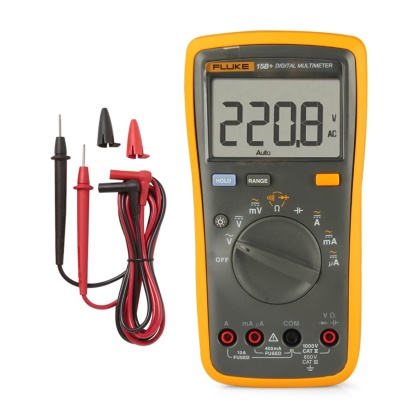 FLUKE 15B+ DIGITAL MULTIMETER
220.8 V AC
Auto
HOLD RANGE
mV Ω A
V mA
V µA
OFF
A mA µA COM VΩ
10A FUSED 400mA FUSED 1000V CAT II
600V CAT III